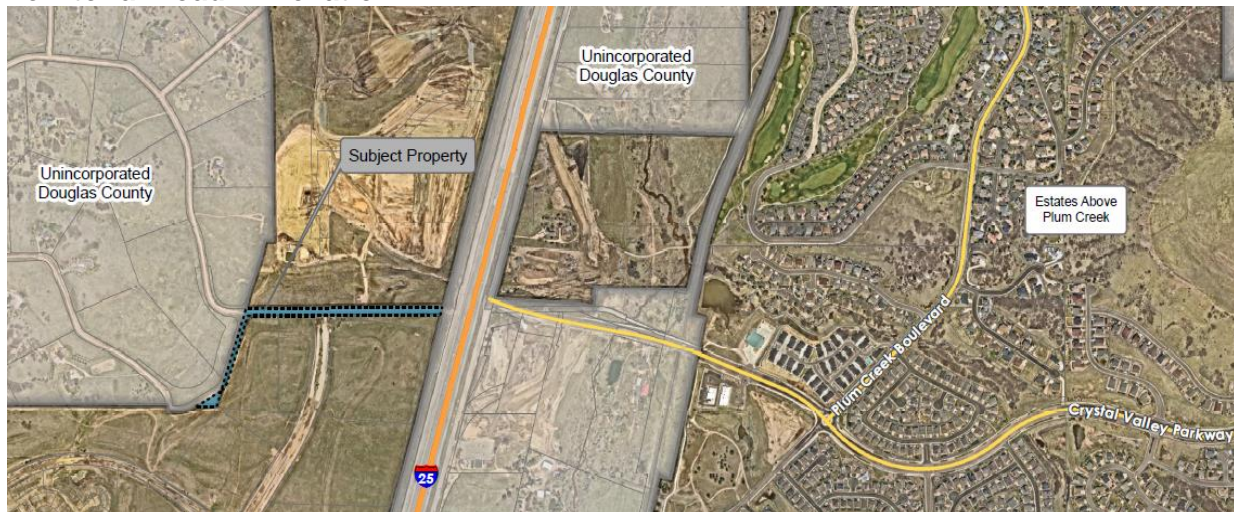 Unincorporated
Douglas County
Subject Property
Unincorporated
Douglas County
Estates Above
Plum Creek
Plum Creek Boulevard
Crystal Valley Parkway
25